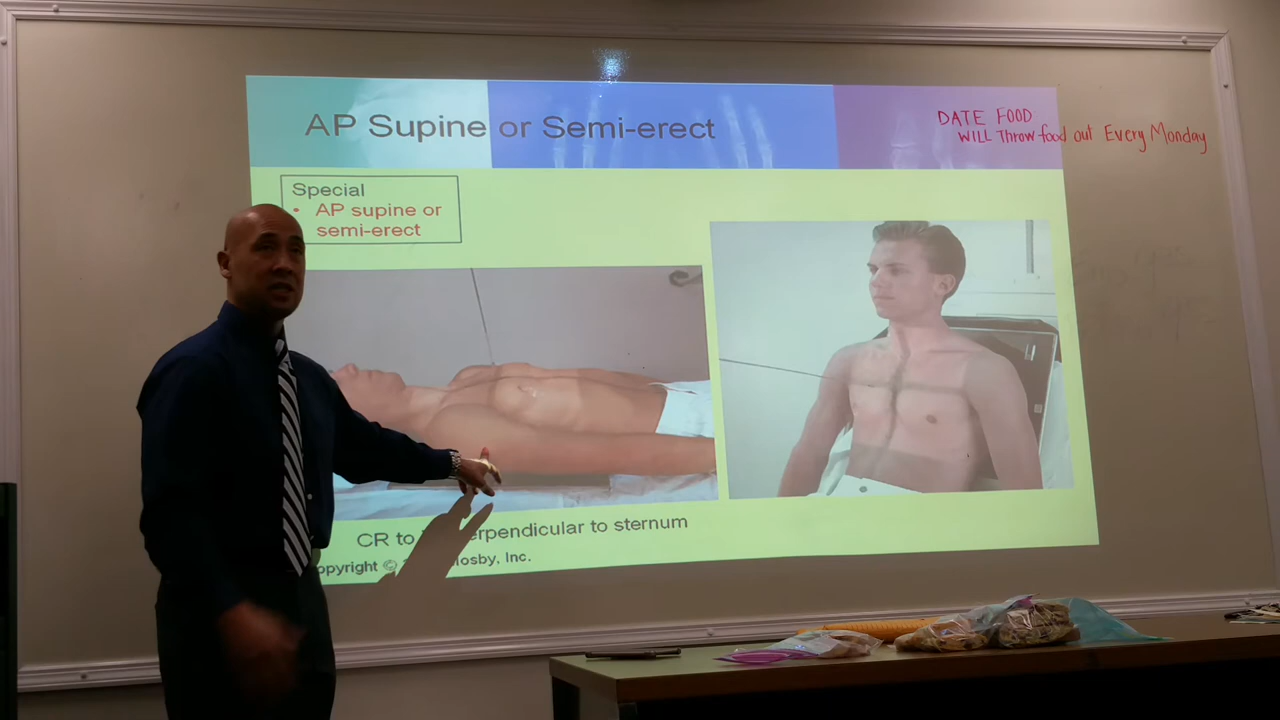 AP Supine or Semi-erect
DATE FOOD
WILL Throw food out Every Monday
Special
• AP supine or
semi-erect
CR to erpendicular to sternum
opyright © osby, Inc.